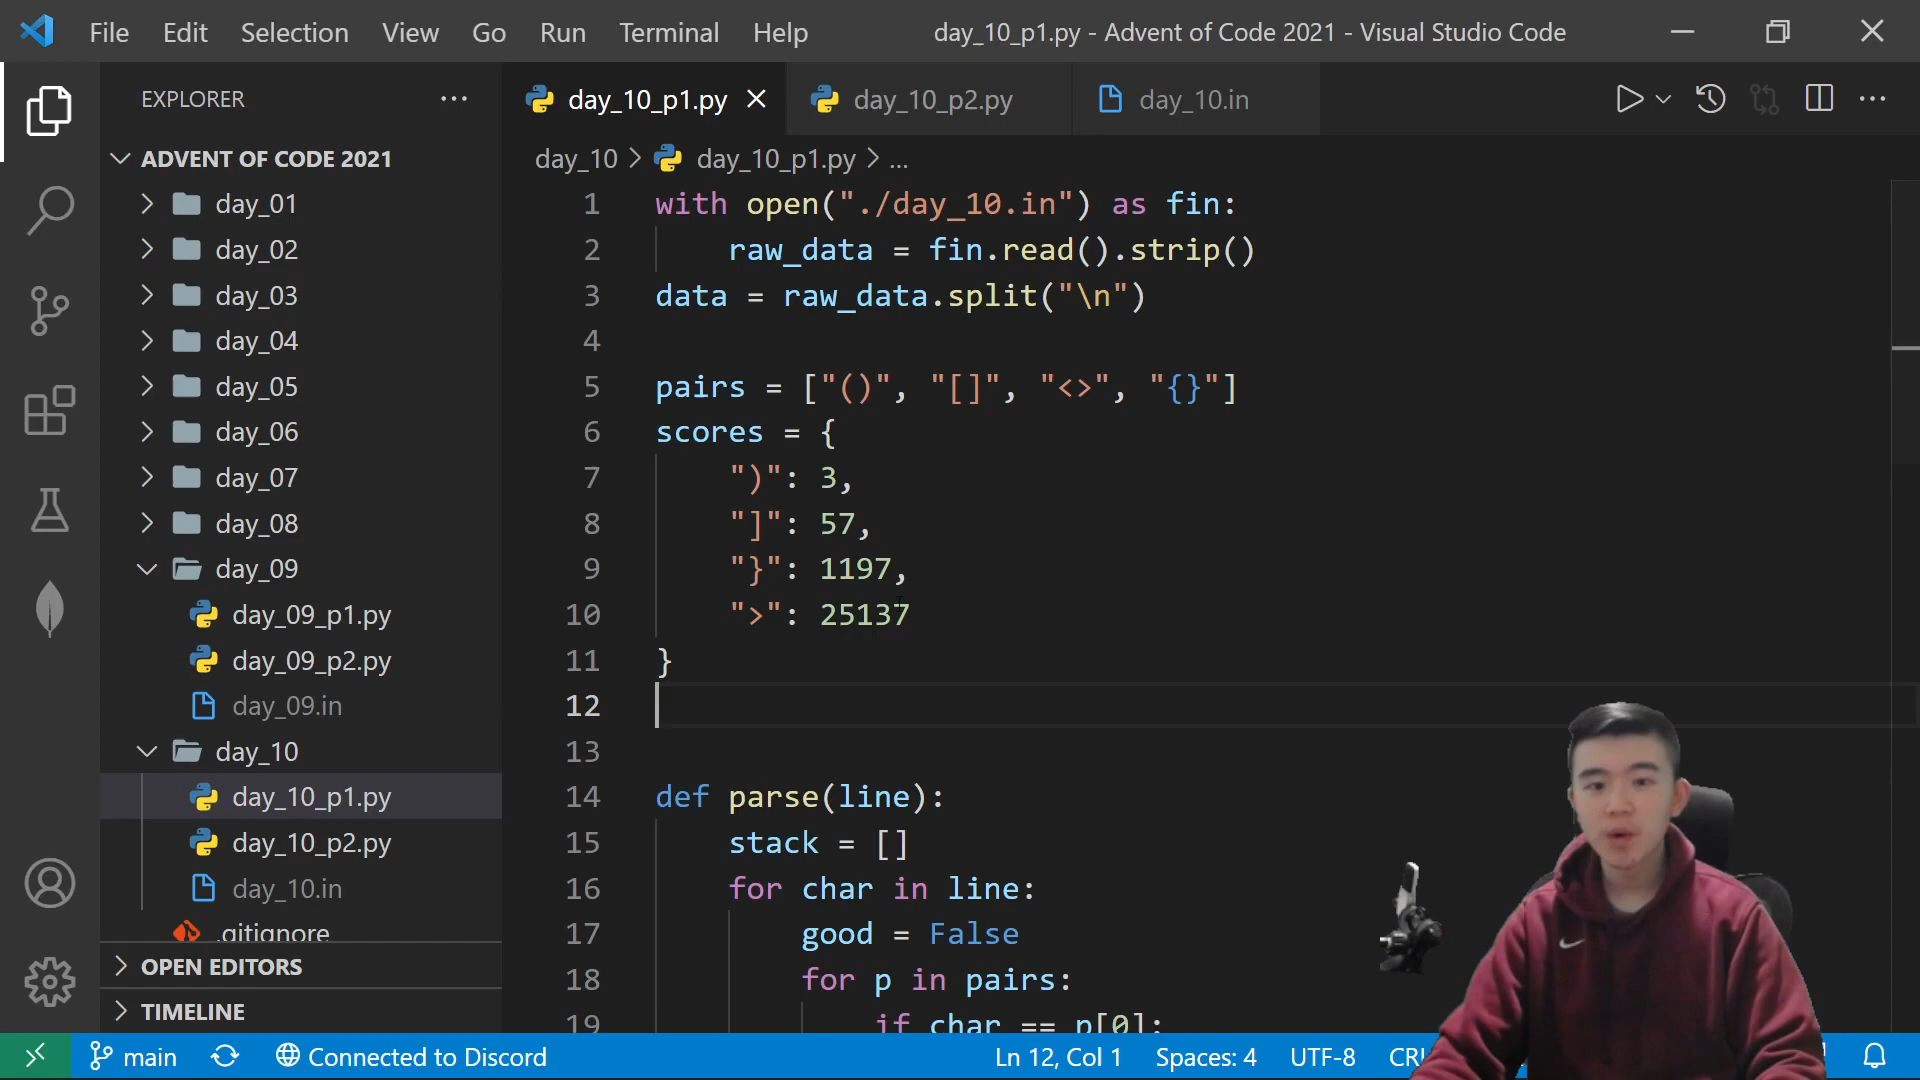 File Edit Selection View Go Run Terminal Help day_10_p1.py - Advent of Code 2021 - Visual Studio Code
EXPLORER
day_10_p1.py day_10_p2.py day_10.in
ADVENT OF CODE 2021
day_01
day_02
day_03
day_04
day_05
day_06
day_07
day_08
day_09
day_09_p1.py
day_09_p2.py
day_09.in
day_10
day_10_p1.py
day_10_p2.py
day_10.in
.gitignore
OPEN EDITORS
TIMELINE
day_10 > day_10_p1.py > ...
1 with open("./day_10.in") as fin:
2 raw_data = fin.read().strip()
3 data = raw_data.split("\n")
4
5 pairs = ["()", "[]", "<>", "{}"]
6 scores = {
7 ")": 3,
8 "]": 57,
9 "}": 1197,
10 ">": 25137
11 }
12
13
14 def parse(line):
15 stack = []
16 for char in line:
17 good = False
18 for p in pairs:
19 if char == p[0]:
main Connected to Discord Ln 12, Col 1 Spaces: 4 UTF-8